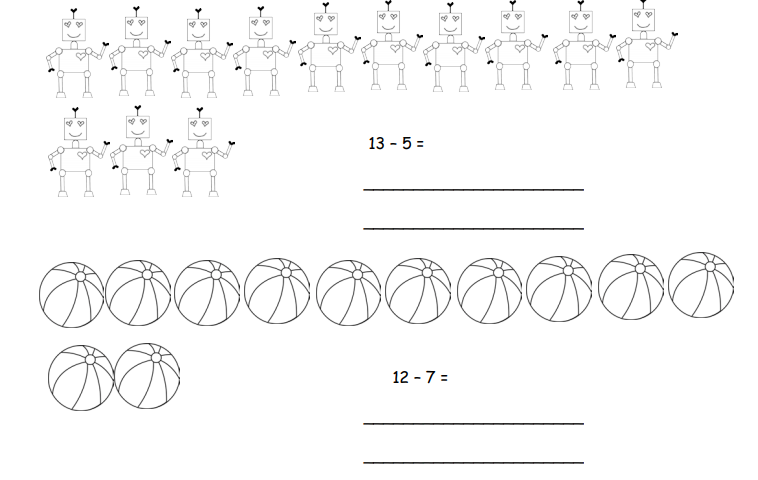 13 – 5 =
12 – 7 =